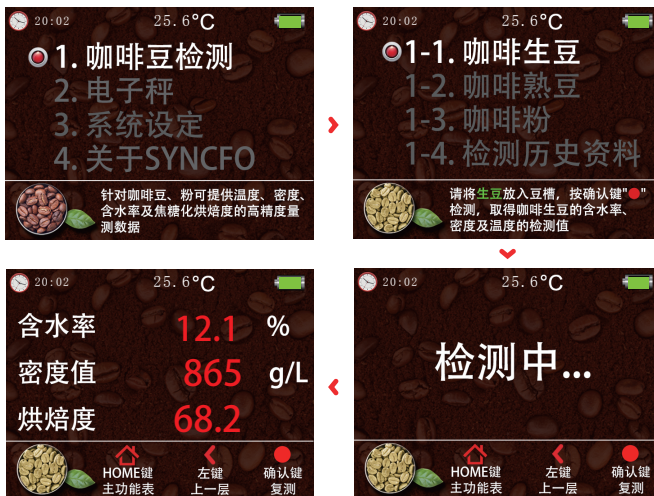 20:02 25.6℃
1. 咖啡豆检测
2. 电子秤
3. 系统设定
4. 关于SYNCFO
针对咖啡豆、粉可提供温度、密度、
含水率及焦糖化烘焙度的高精度量
测数据
20:02 25.6℃
1-1. 咖啡生豆
1-2. 咖啡熟豆
1-3. 咖啡粉
1-4. 检测历史资料
请将生豆放入豆槽，按确认键"●"
检测，取得咖啡生豆的含水率、
密度及温度的检测值
20:02 25.6℃
检测中...
HOME键 左键 确认键
主功能表 上一层 复测
20:02 25.6℃
含水率 12.1 %
密度值 865 g/L
烘焙度 68.2
HOME键 左键 确认键
主功能表 上一层 复测